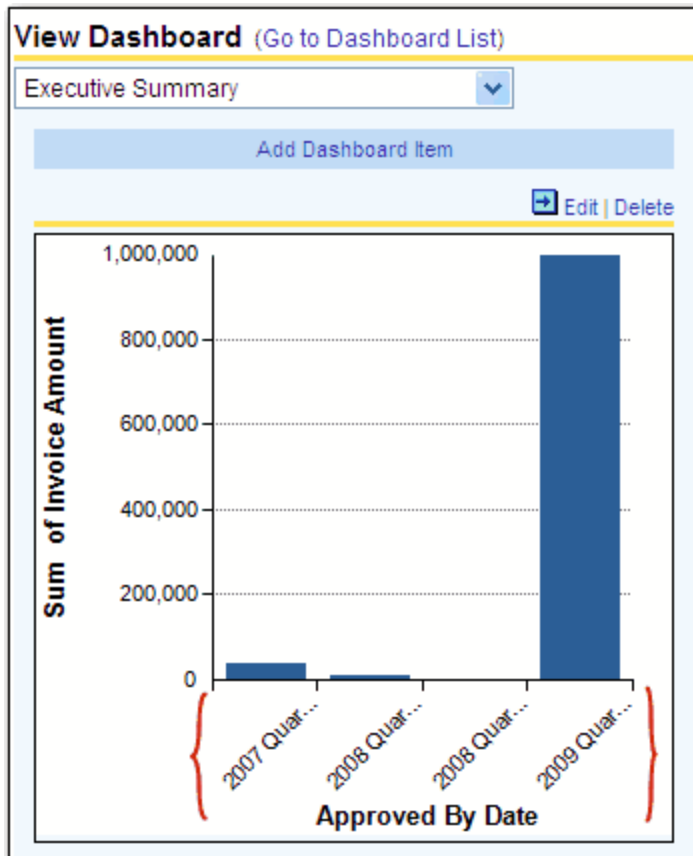 View Dashboard (Go to Dashboard List)
Executive Summary
Add Dashboard Item
Edit | Delete
1,000,000
800,000
600,000
400,000
200,000
0
Sum of Invoice Amount
2007 Quar...
2008 Quar...
2008 Quar...
2009 Quar...
Approved By Date